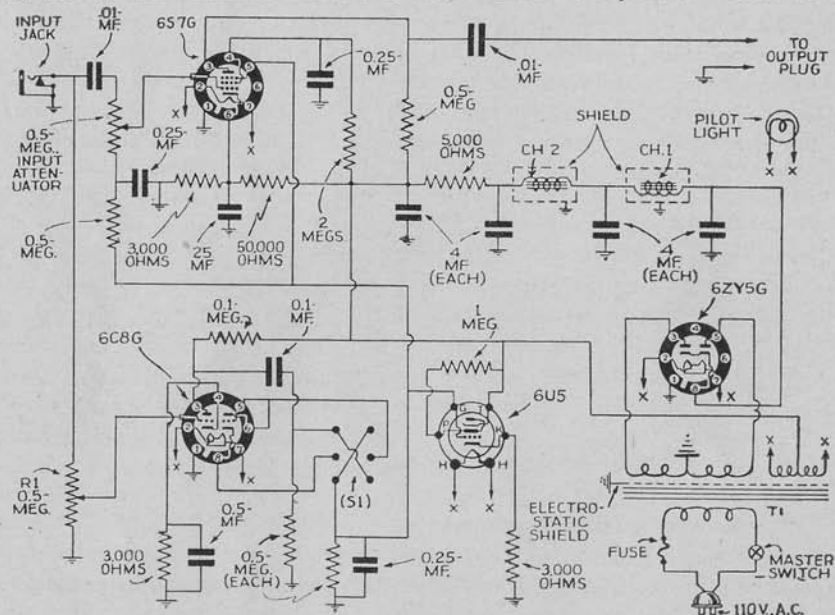 INPUT
JACK
.01-
MF.
6S7G
0.25-
MF
.01-
MF
TO
OUTPUT
PLUG
0.5-
MEG.
INPUT
ATTEN-
UATOR
0.25-
MF
0.5-
MEG.
5,000
OHMS
SHIELD
CH 2
CH.1
PILOT
LIGHT
X
X
X
X
0.5-
MEG.
3,000
OHMS
25
MF
50,000
OHMS
2
MEGS.
4
MF
(EACH)
4
MF.
(EACH)
6ZY5G
0.1-
MEG.
0.1-
MF.
1
MEG.
6C8G
6U5
P
G
T
K
H
H
X
X
X
X
X
X
X
X
R1
0.5-
MEG.
(S1)
3,000
OHMS
0.5-
MF
0.5-
MEG.
(EACH)
0.25-
MF.
3,000
OHMS
ELECTRO-
STATIC
SHIELD
T1
FUSE
MASTER
SWITCH
110V. A.C.